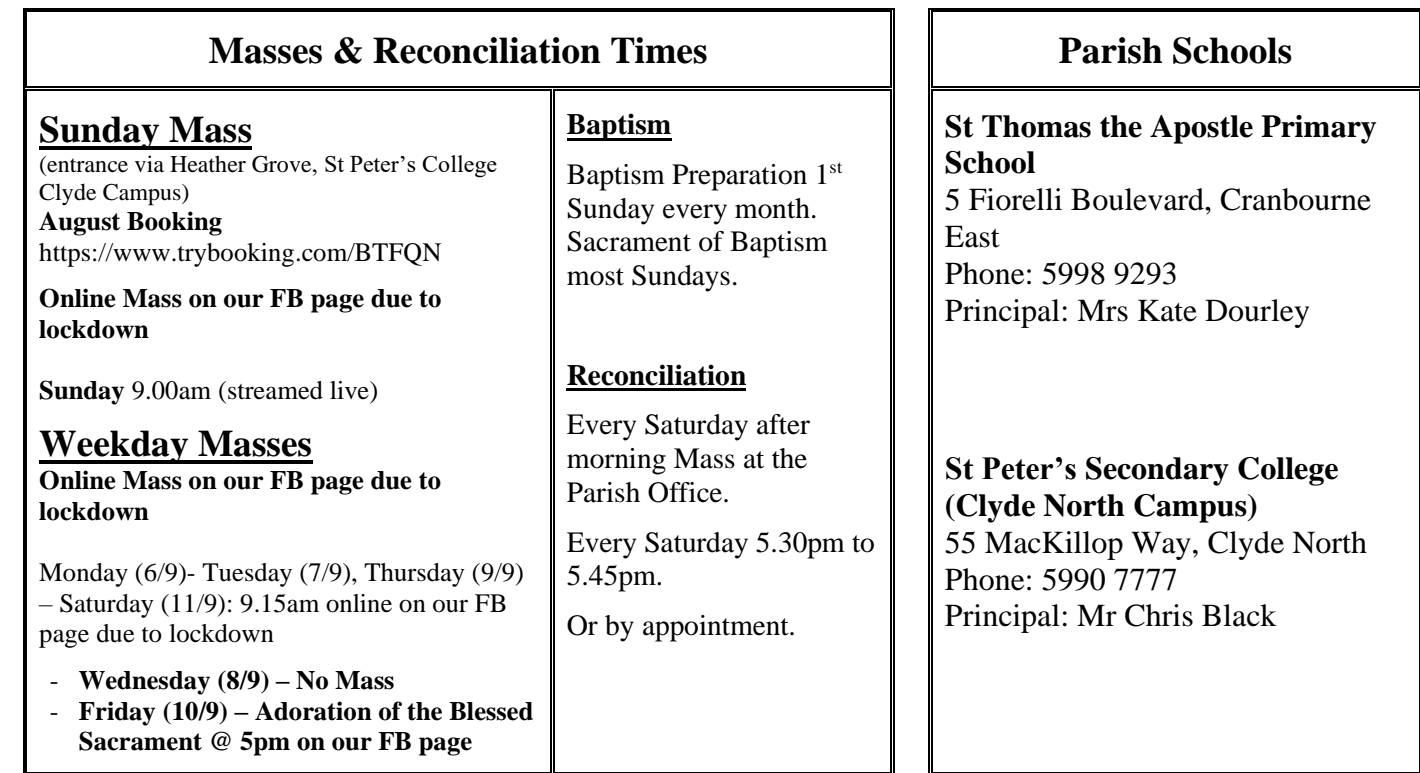 Masses & Reconciliation Times
Sunday Mass
(entrance via Heather Grove, St Peter’s College
Clyde Campus)
August Booking
https://www.trybooking.com/BTFQN
Online Mass on our FB page due to
lockdown
Sunday 9.00am (streamed live)
Weekday Masses
Online Mass on our FB page due to
lockdown
Monday (6/9)- Tuesday (7/9), Thursday (9/9)
– Saturday (11/9): 9.15am online on our FB
page due to lockdown
- Wednesday (8/9) – No Mass
- Friday (10/9) – Adoration of the Blessed
Sacrament @ 5pm on our FB page
Baptism
Baptism Preparation 1st
Sunday every month.
Sacrament of Baptism
most Sundays.
Reconciliation
Every Saturday after
morning Mass at the
Parish Office.
Every Saturday 5.30pm to
5.45pm.
Or by appointment.
Parish Schools
St Thomas the Apostle Primary
School
5 Fiorelli Boulevard, Cranbourne
East
Phone: 5998 9293
Principal: Mrs Kate Dourley
St Peter’s Secondary College
(Clyde North Campus)
55 MacKillop Way, Clyde North
Phone: 5990 7777
Principal: Mr Chris Black